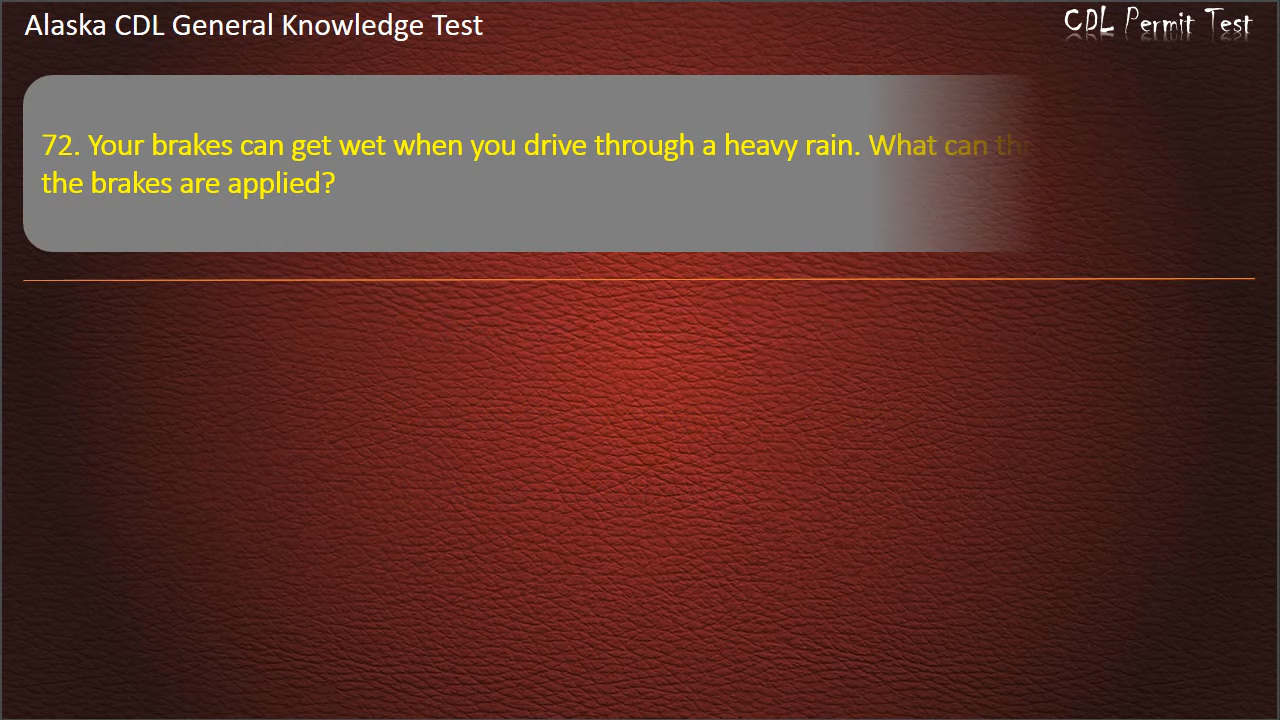 Alaska CDL General Knowledge Test
CDL Permit Test
72. Your brakes can get wet when you drive through a heavy rain. What can
the brakes are applied?